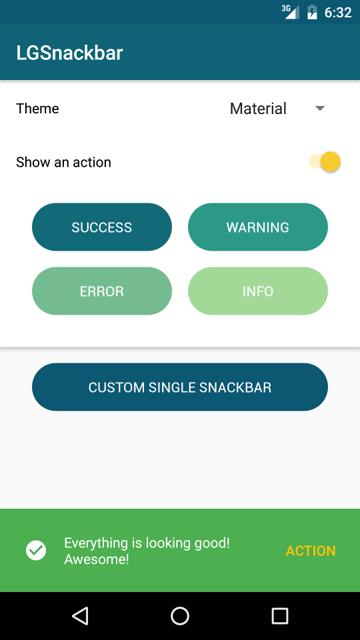 3G 6:32
LGSnackbar
Theme Material
Show an action
SUCCESS WARNING
ERROR INFO
CUSTOM SINGLE SNACKBAR
Everything is looking good!
Awesome!
ACTION